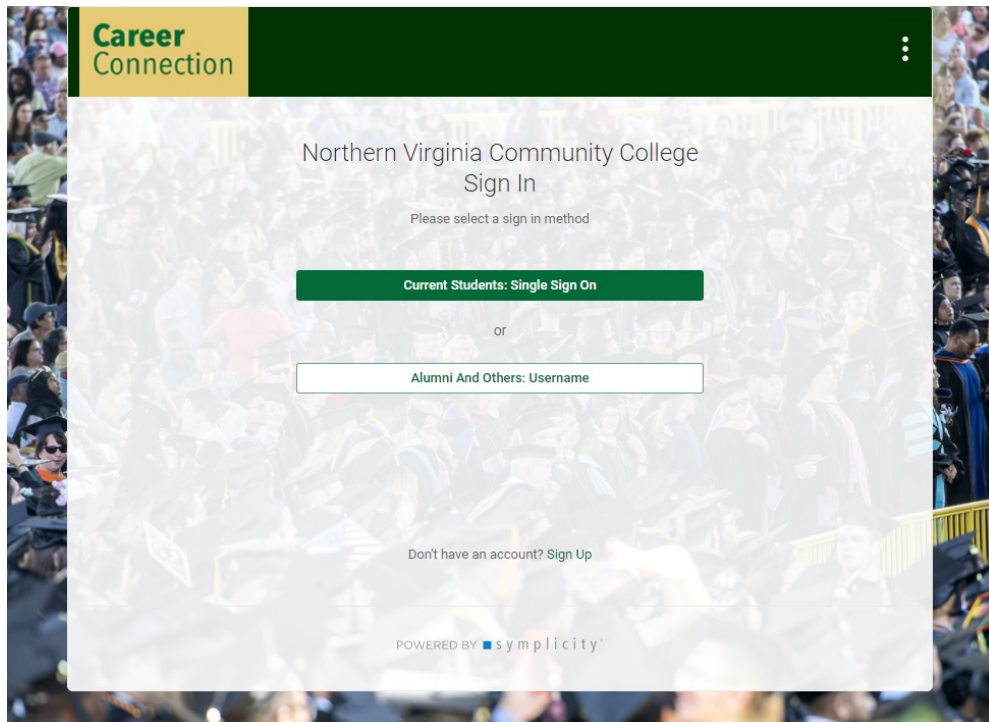 Career
Connection
Northern Virginia Community College
Sign In
Please select a sign in method
Current Students: Single Sign On
or
Alumni And Others: Username
Don't have an account? Sign Up
POWERED BY symplicity